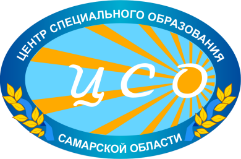 ЦЕНТР СПЕЦИАЛЬНОГО ОБРАЗОВАНИЯ
ЦСО
САМАРСКОЙ ОБЛАСТИ